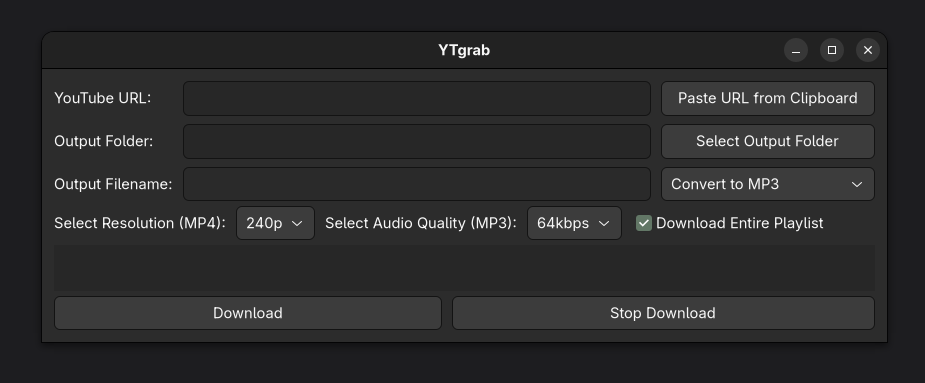 YTgrab
YouTube URL: Paste URL from Clipboard
Output Folder: Select Output Folder
Output Filename: Convert to MP3
Select Resolution (MP4): 240p Select Audio Quality (MP3): 64kbps Download Entire Playlist
Download Stop Download